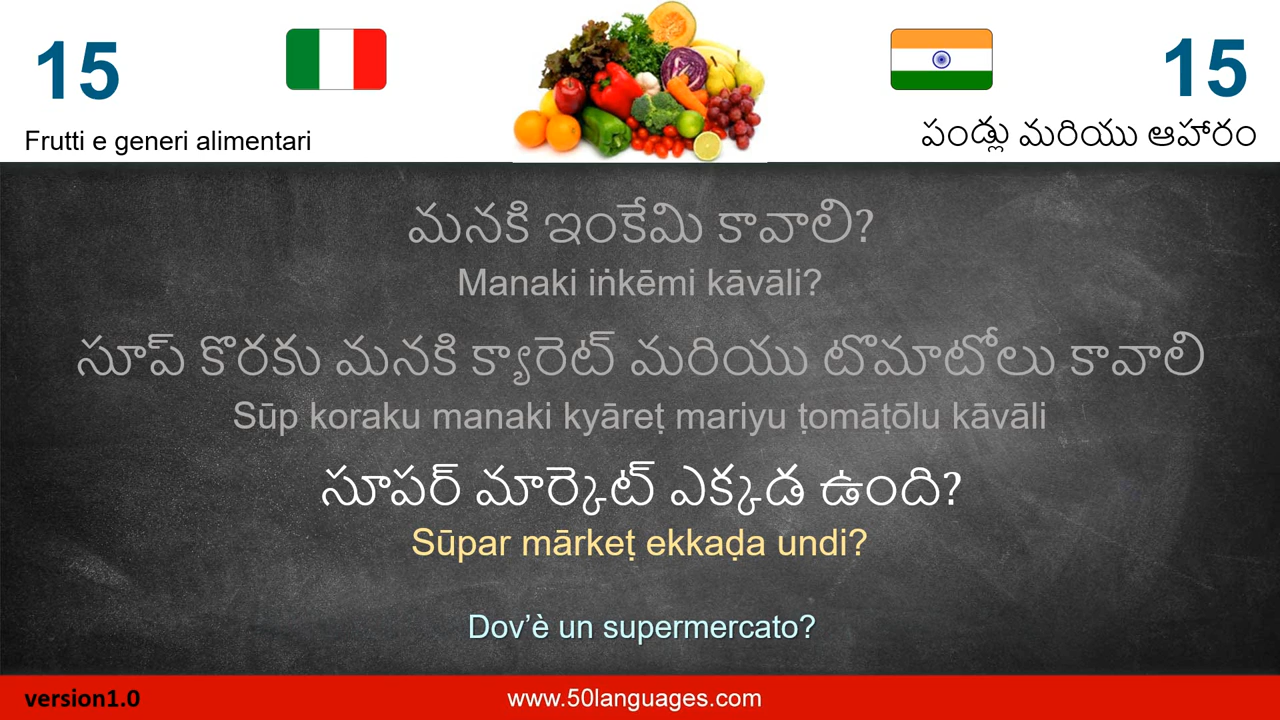 15
15
Frutti e generi alimentari
పండ్లు మరియు ఆహారం
మనకి ఇంకేమి కావాలి?
Manaki iṅkēmi kāvāli?
సూప్ కొరకు మనకి క్యారెట్ మరియు టొమాటోలు కావాలి
Sūp koraku manaki kyāreṭ mariyu ṭomāṭōlu kāvāli
సూపర్ మార్కెట్ ఎక్కడ ఉంది?
Sūpar mārkeṭ ekkaḍa undi?
Dov’è un supermercato?
version1.0
www.50languages.com